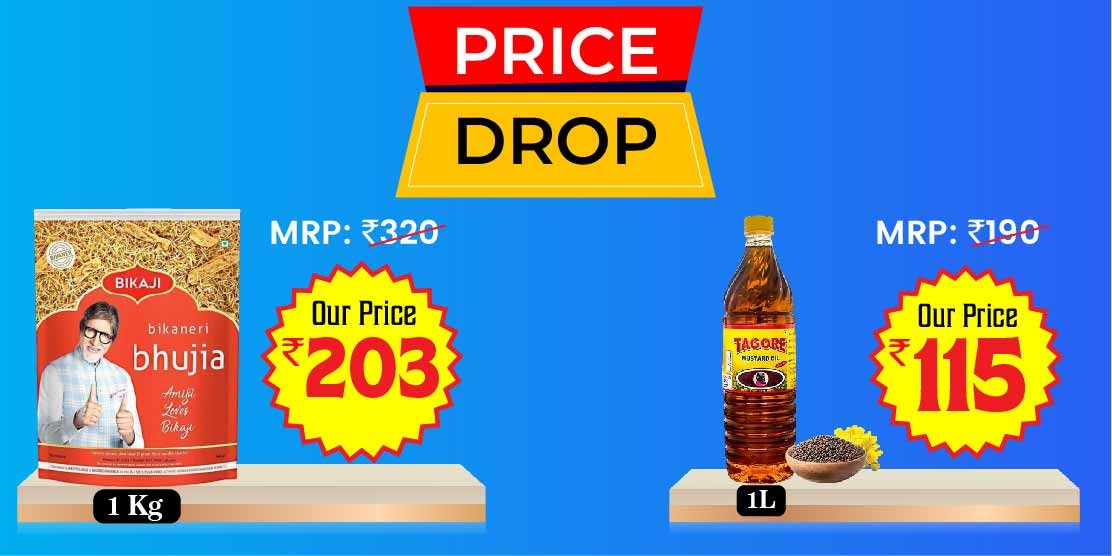 PRICE
DROP
MRP: ₹320
Our Price
₹203
BIKAJI
bikaneri
bhujia
Amitji
Loves
Bikaji
1 Kg
MRP: ₹190
Our Price
₹115
TAGORE
MUSTARD OIL
1L